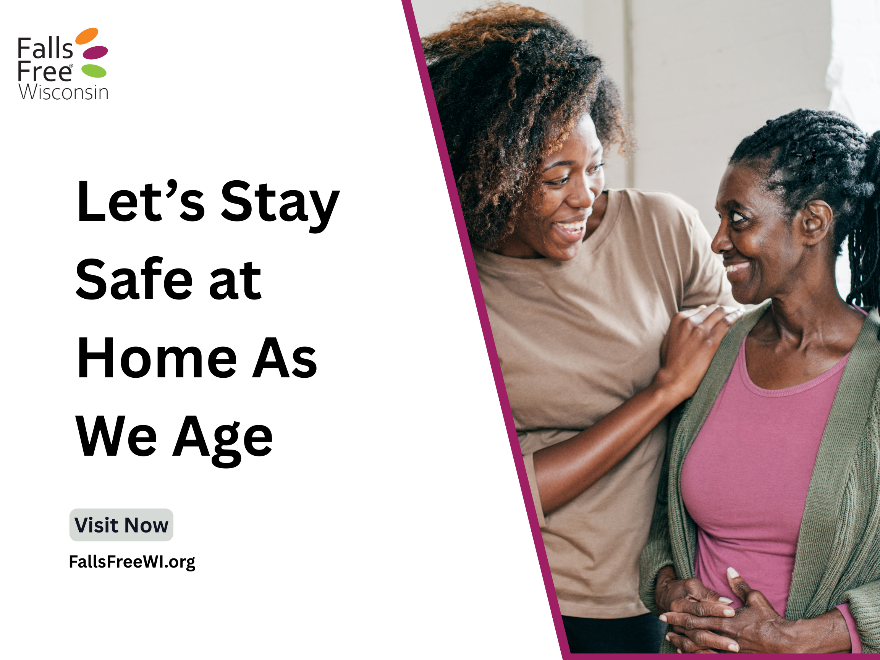 Falls
Free®
Wisconsin
Let’s Stay
Safe at
Home As
We Age
Visit Now
FallsFreeWI.org